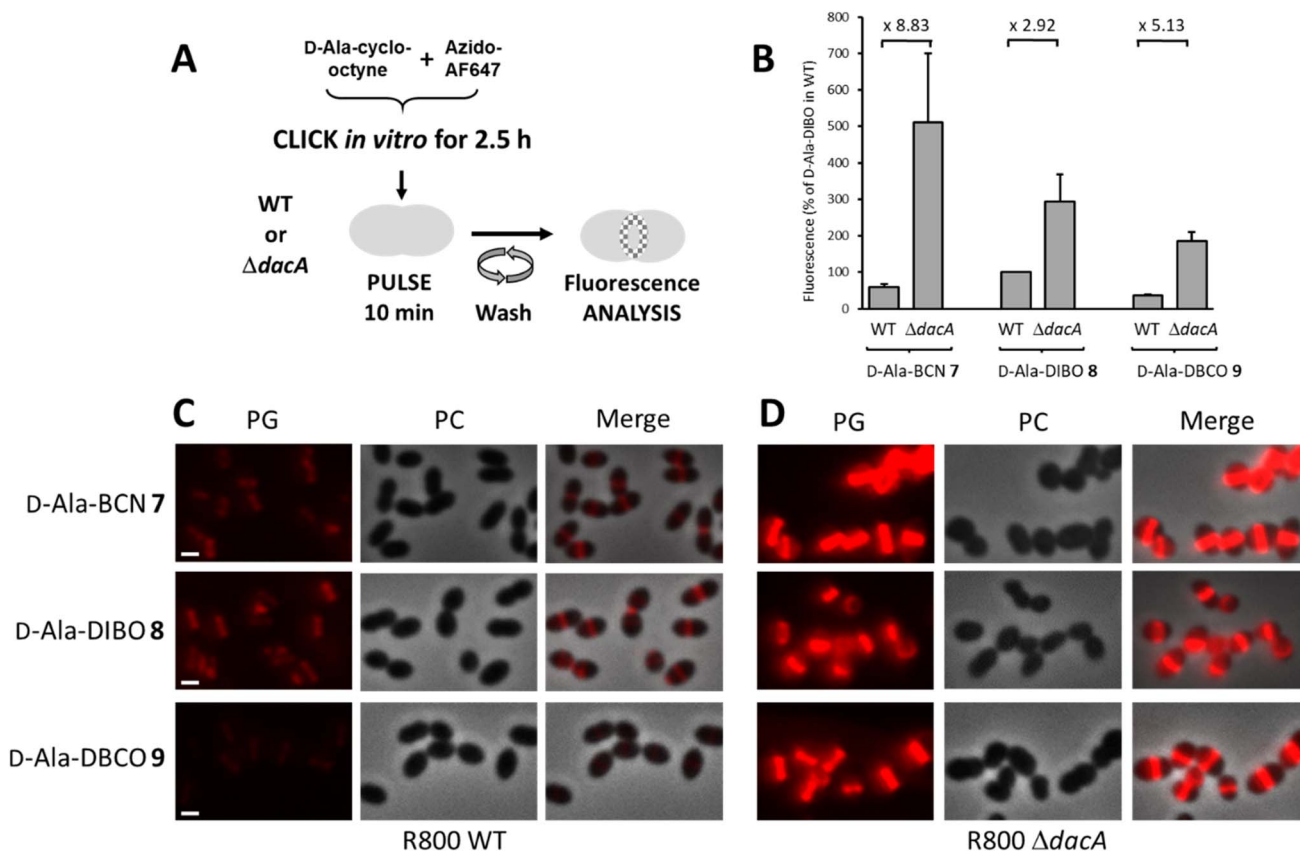 A
D-Ala-cyclo-
octyne
+
Azido-
AF647
CLICK in vitro for 2.5 h
WT
or
ΔdacA
PULSE
10 min
Wash
Fluorescence
ANALYSIS
B
Fluorescence (% of D-Ala-DIBO in WT)
800
700
600
500
400
300
200
100
0
x 8.83
x 2.92
x 5.13
WT ΔdacA
WT ΔdacA
WT ΔdacA
D-Ala-BCN 7
D-Ala-DIBO 8
D-Ala-DBCO 9
C
PG
PC
Merge
D-Ala-BCN 7
D-Ala-DIBO 8
D-Ala-DBCO 9
R800 WT
D
PG
PC
Merge
R800 ΔdacA